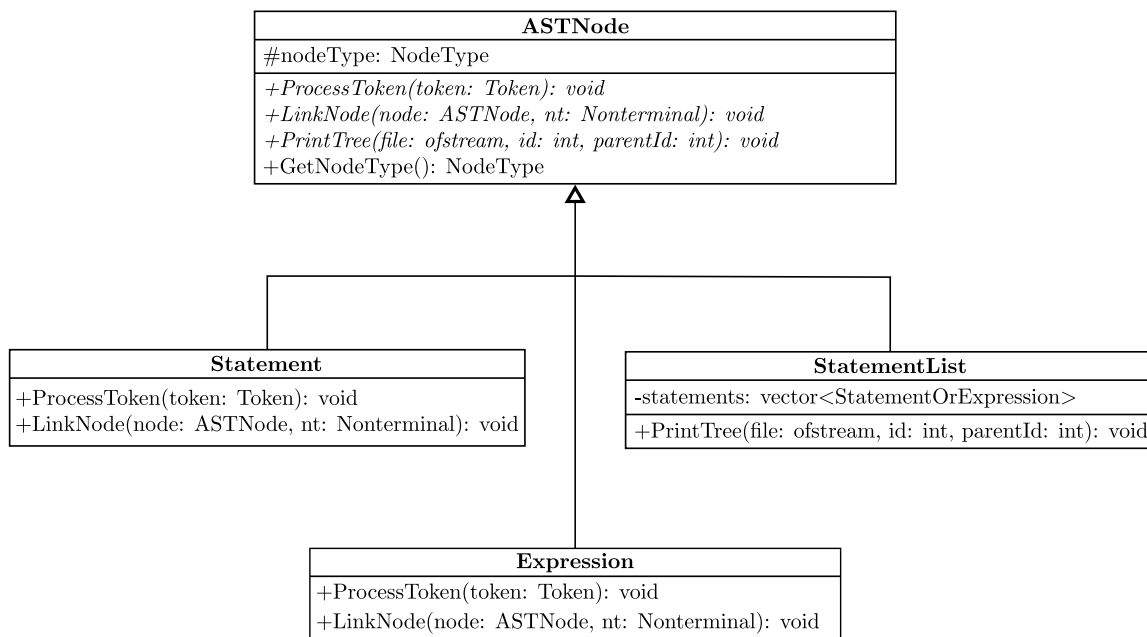 ASTNode
#nodeType: NodeType
+ProcessToken(token: Token): void
+LinkNode(node: ASTNode, nt: Nonterminal): void
+PrintTree(file: ofstream, id: int, parentId: int): void
+GetNodeType(): NodeType
Statement
+ProcessToken(token: Token): void
+LinkNode(node: ASTNode, nt: Nonterminal): void
StatementList
-statements: vector<StatementOrExpression>
+PrintTree(file: ofstream, id: int, parentId: int): void
Expression
+ProcessToken(token: Token): void
+LinkNode(node: ASTNode, nt: Nonterminal): void